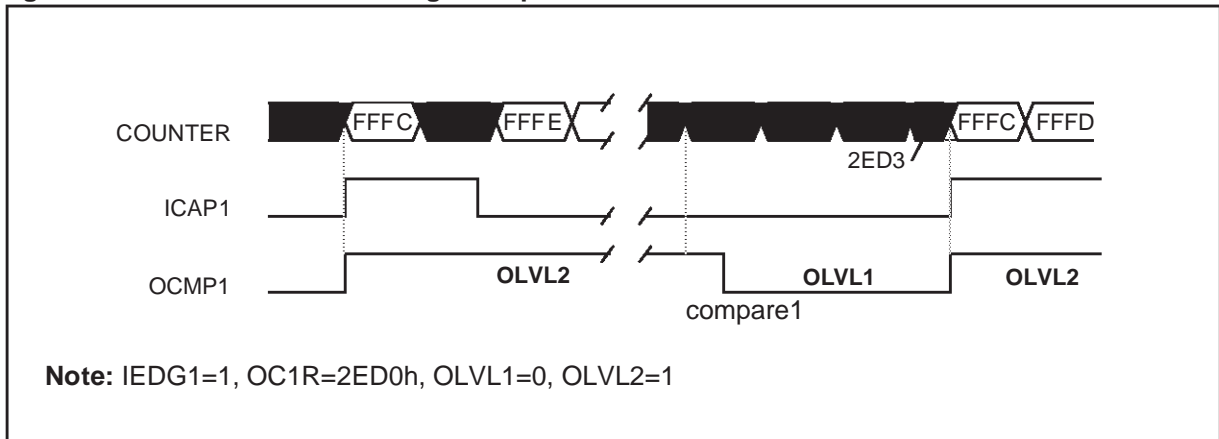 COUNTER FFFC FFFE FFFC FFFD
2ED3
ICAP1
OCMP1 OLVL2 OLVL1 OLVL2
compare1
Note: IEDG1=1, OC1R=2ED0h, OLVL1=0, OLVL2=1